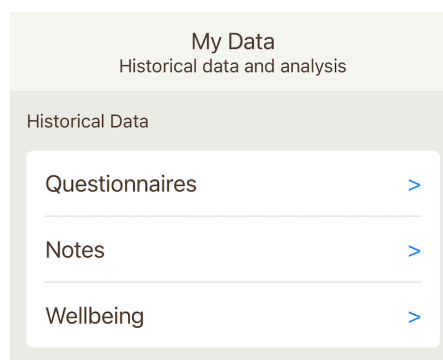 My Data
Historical data and analysis
Historical Data
Questionnaires >
Notes >
Wellbeing >